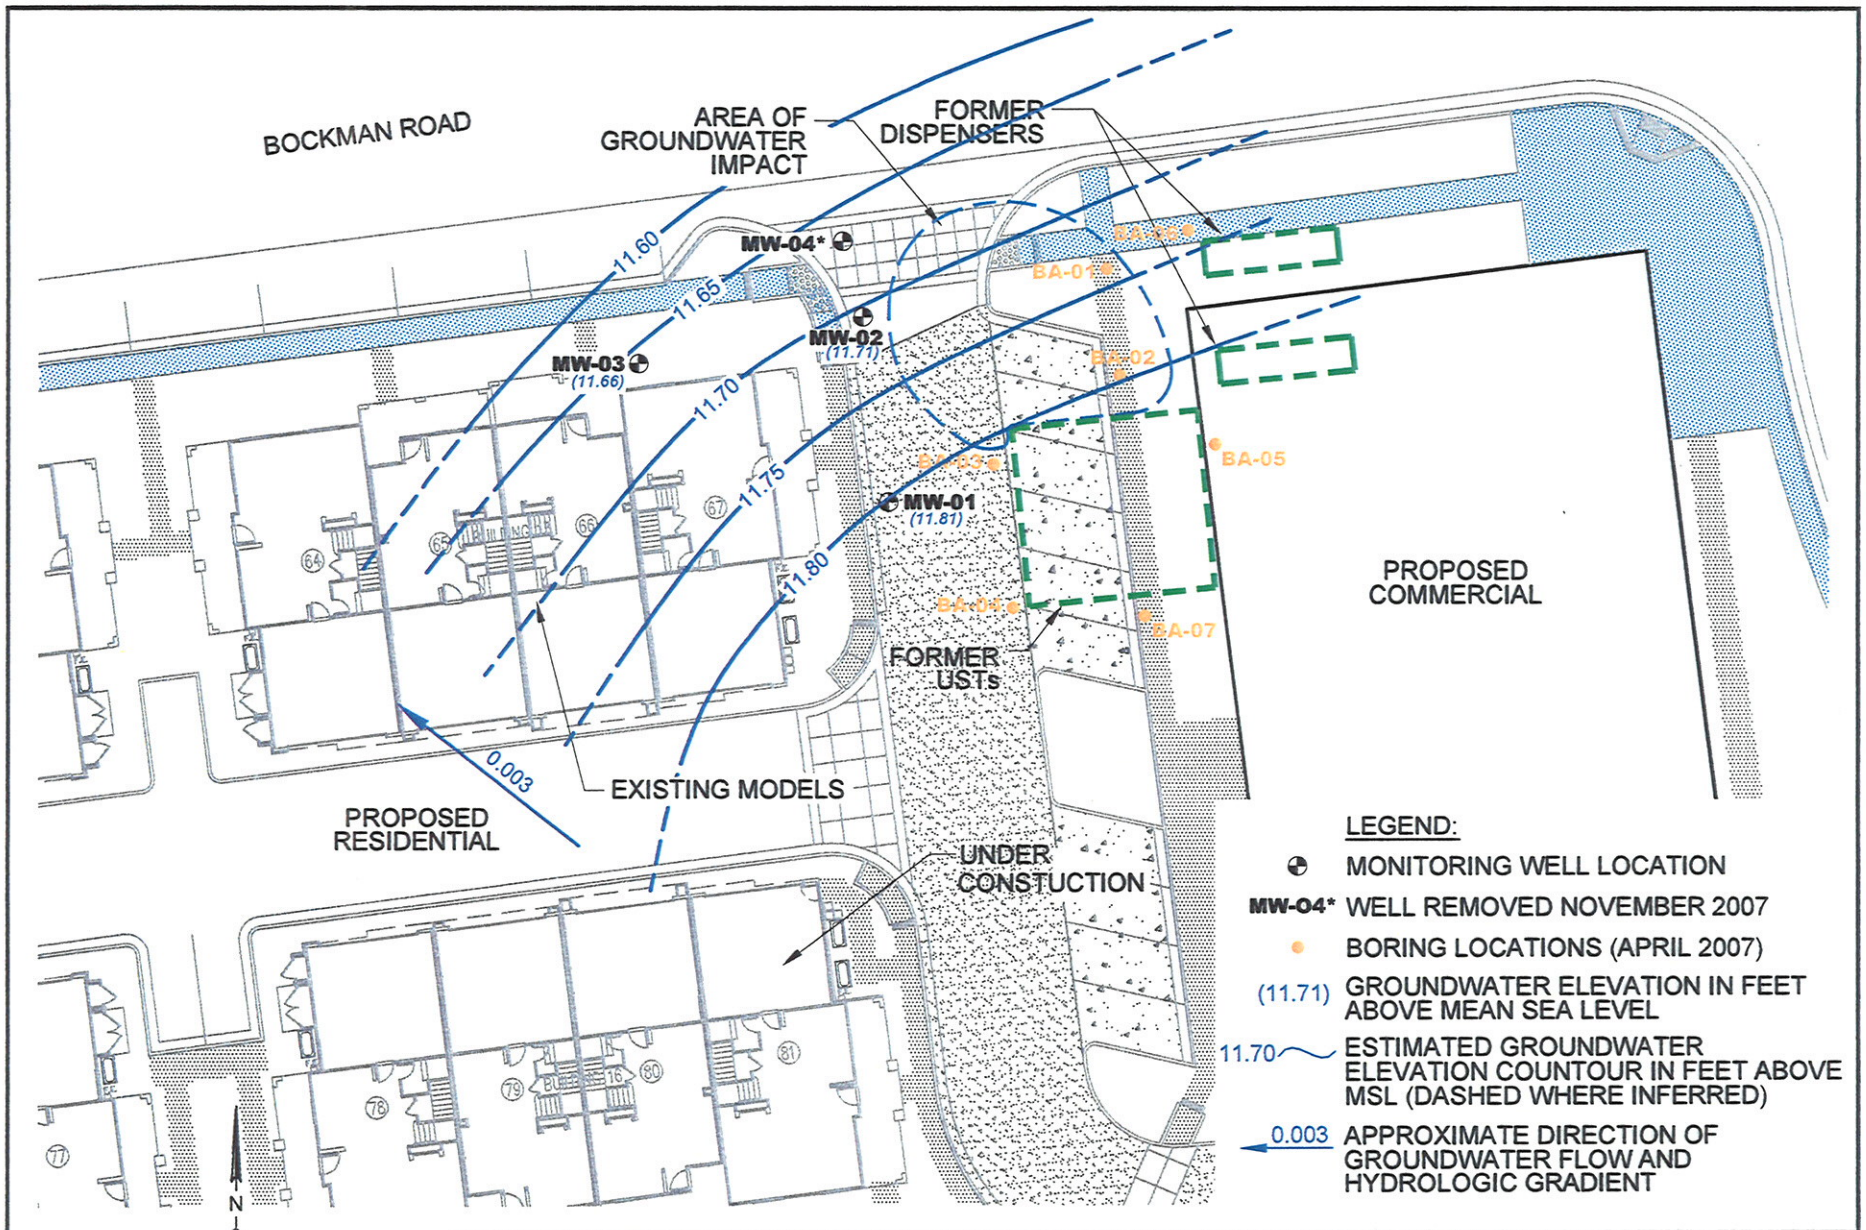 BOCKMAN ROAD
AREA OF
GROUNDWATER
IMPACT
FORMER
DISPENSERS
11.60
11.65
11.70
11.75
11.80
MW-04*
MW-02
(11.71)
MW-03
(11.66)
MW-01
(11.81)
BA-06
BA-01
BA-02
BA-03
BA-05
BA-04
BA-07
64
65
66
67
FORMER
USTs
PROPOSED
COMMERCIAL
0.003
EXISTING MODELS
PROPOSED
RESIDENTIAL
UNDER
CONSTUCTION
77
78
79
BUILDING 16
80
81
N
LEGEND:
MONITORING WELL LOCATION
MW-04* WELL REMOVED NOVEMBER 2007
BORING LOCATIONS (APRIL 2007)
(11.71) GROUNDWATER ELEVATION IN FEET
ABOVE MEAN SEA LEVEL
11.70 ESTIMATED GROUNDWATER
ELEVATION COUNTOUR IN FEET ABOVE
MSL (DASHED WHERE INFERRED)
0.003 APPROXIMATE DIRECTION OF
GROUNDWATER FLOW AND
HYDROLOGIC GRADIENT